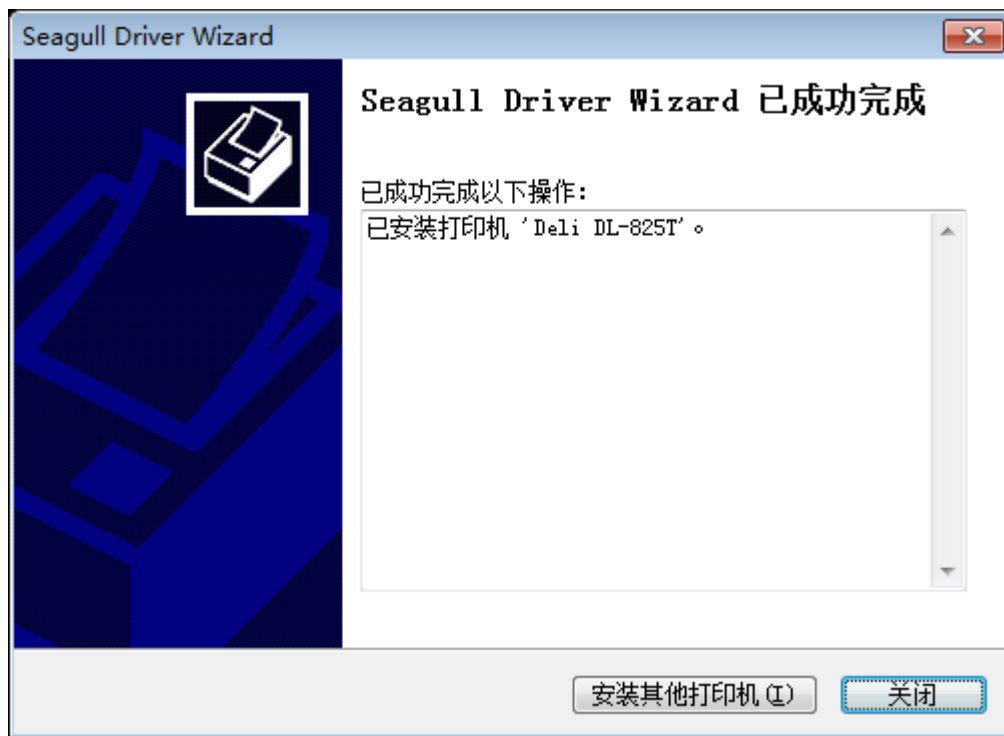 Seagull Driver Wizard
Seagull Driver Wizard 已成功完成
已成功完成以下操作:
已安装打印机 'Deli DL-825T'。
安装其他打印机(I)
关闭